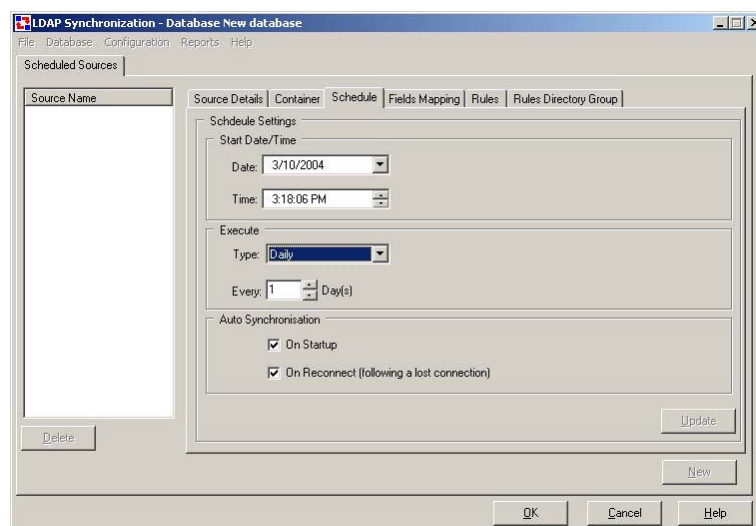 LDAP Synchronization - Database New database
File Database Configuration Reports Help
Scheduled Sources
Source Name
Source Details Container Schedule Fields Mapping Rules Rules Directory Group
Schdeule Settings
Start Date/Time
Date: 3/10/2004
Time: 3:18:06 PM
Execute
Type: Daily
Every: 1 Day(s)
Auto Synchronisation
On Startup
On Reconnect (following a lost connection)
Update
Delete
New
OK Cancel Help